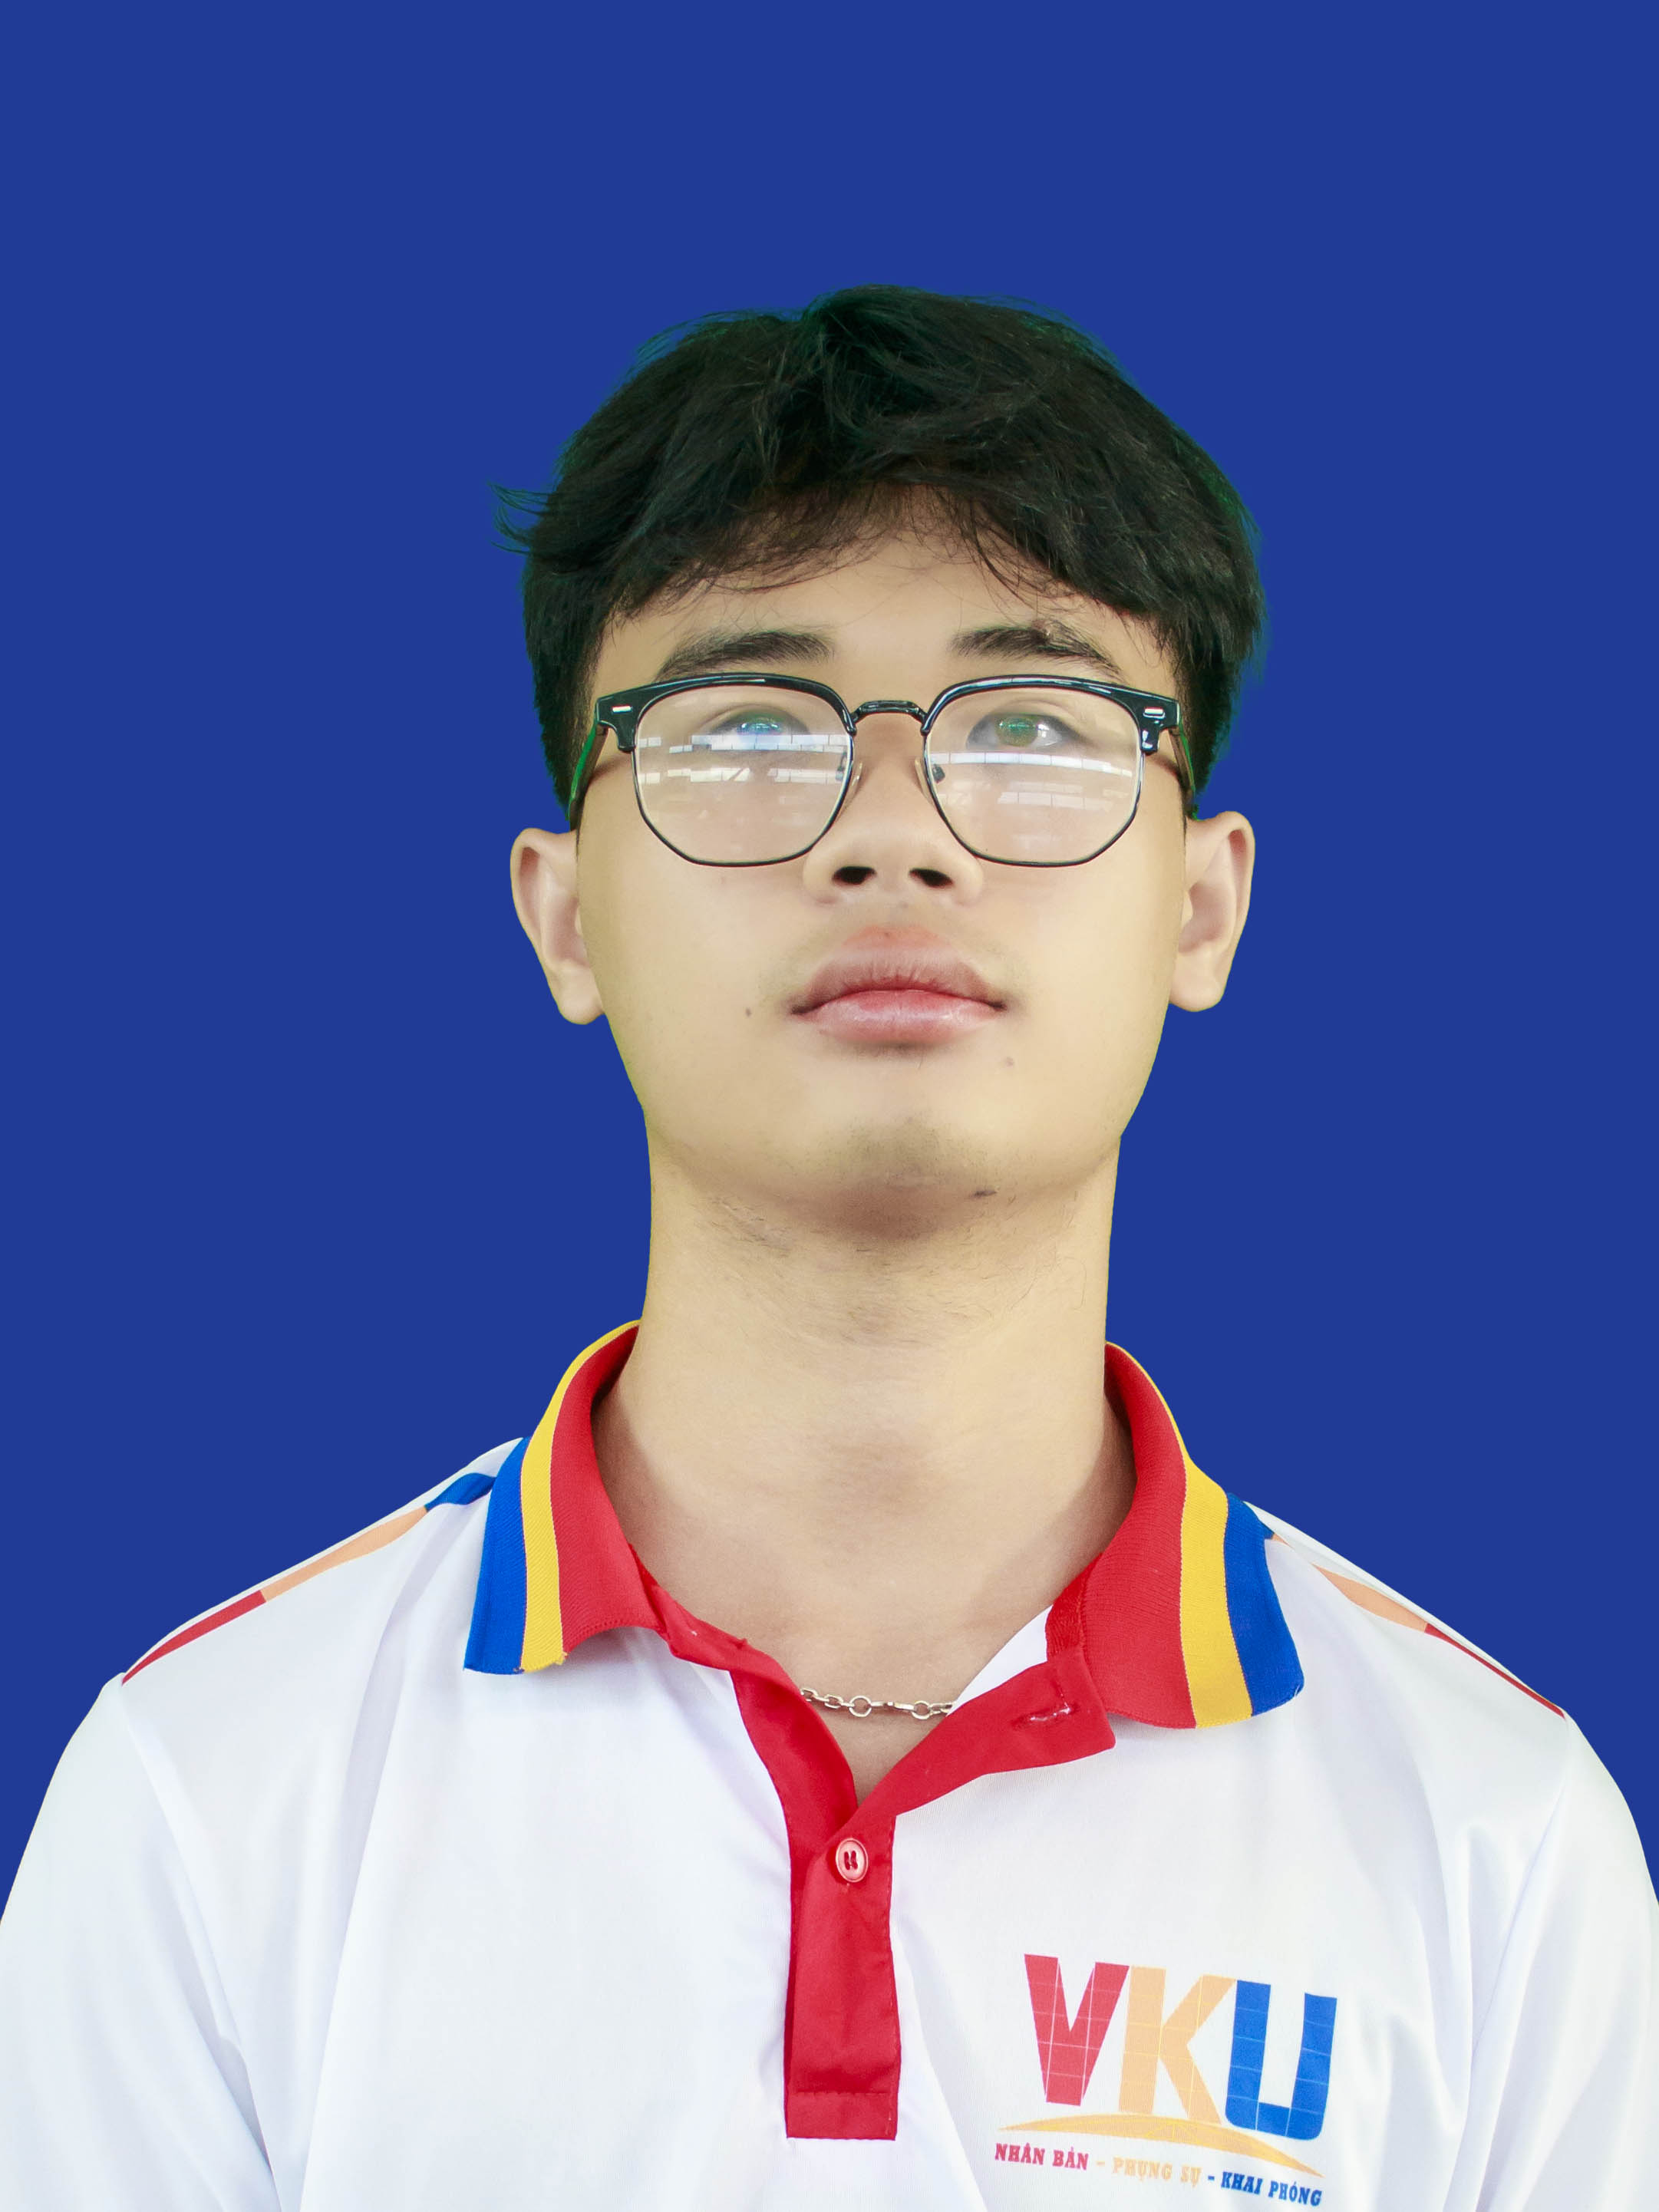 VKU
NHÂN BẢN - PHỤNG SỰ - KHAI PHÓNG